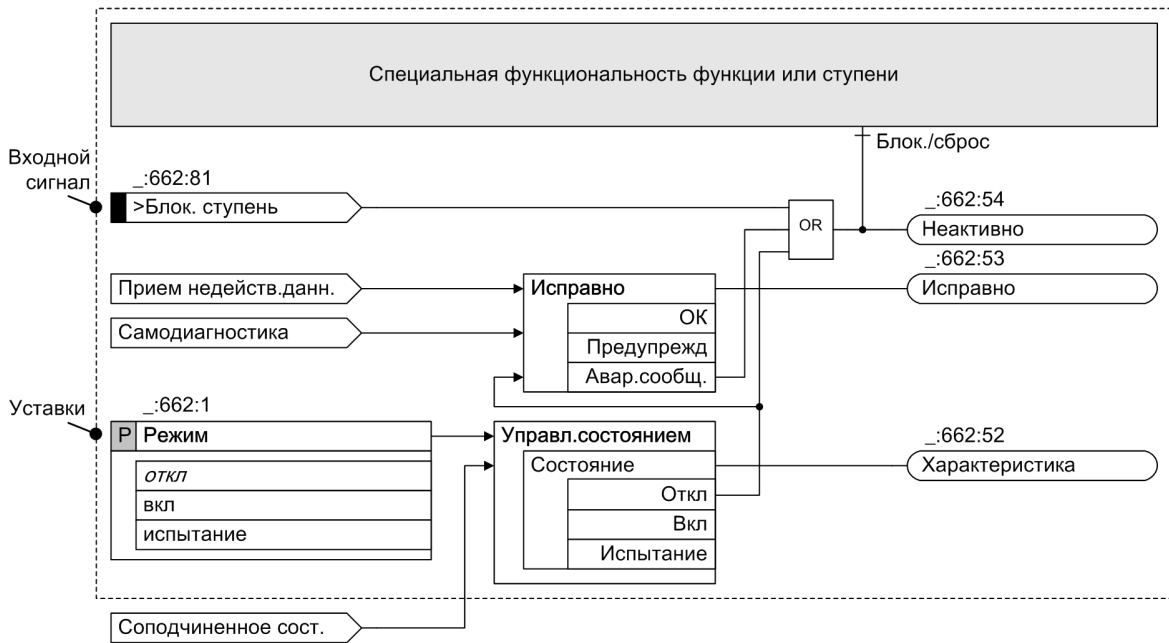 Специальная функциональность функции или ступени
Блок./сброс
Входной
сигнал
_:662:81
>Блок. ступень
OR
_:662:54
Неактивно
_:662:53
Исправно
Прием недейств.данн.
Самодиагностика
Исправно
ОК
Предупрежд
Авар.сообщ.
Уставки
_:662:1
P Режим
откл
вкл
испытание
Управл.состоянием
Состояние
Откл
Вкл
Испытание
_:662:52
Характеристика
Соподчиненное сост.